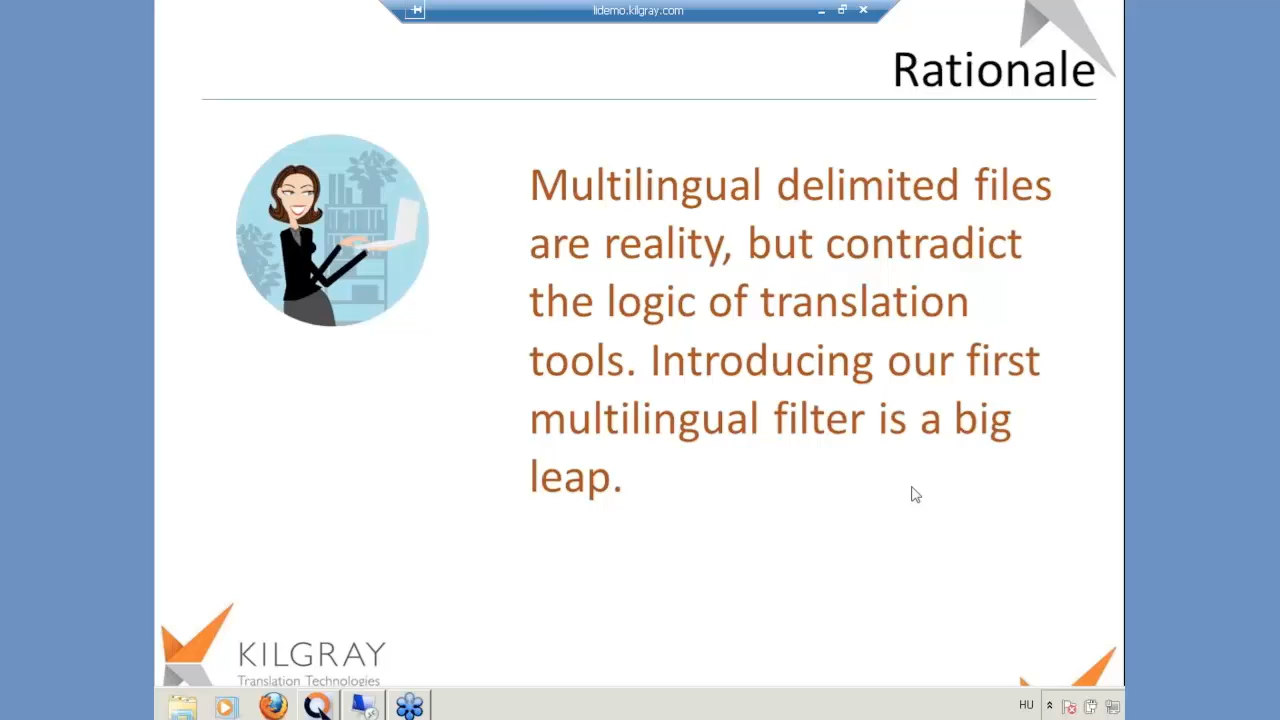 lidemo.kilgray.com
Rationale
Multilingual delimited files
are reality, but contradict
the logic of translation
tools. Introducing our first
multilingual filter is a big
leap.
KILGRAY
Translation Technologies
HU